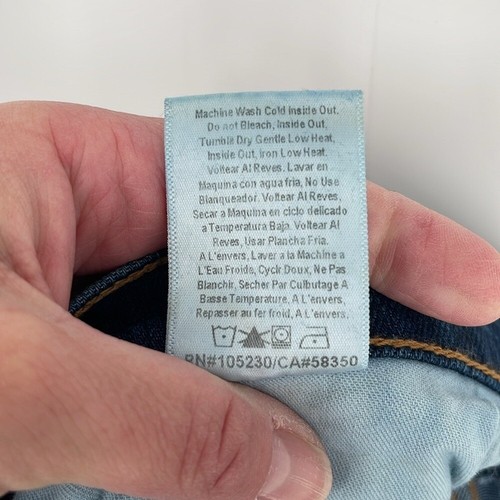 Machine Wash Cold Inside Out.
Do not Bleach, Inside Out,
Tumble Dry Gentle Low Heat,
Inside Out, Iron Low Heat.
Voltear Al Reves. Lavar en
Maquina con agua fria, No Use
Blanqueador. Voltear Al Reves,
Secar a Maquina en ciclo delicado
a Temperatura Baja. Voltear Al
Reves, Usar Plancha Fria.
A L'envers, Laver a la Machine a
L'Eau Froide, Cyclr Doux, Ne Pas
Blanchir, Secher Par Culbutage A
Basse Temperature, A L'envers,
Repasser au fer froid, A L'envers.
RN#105230/CA#58350